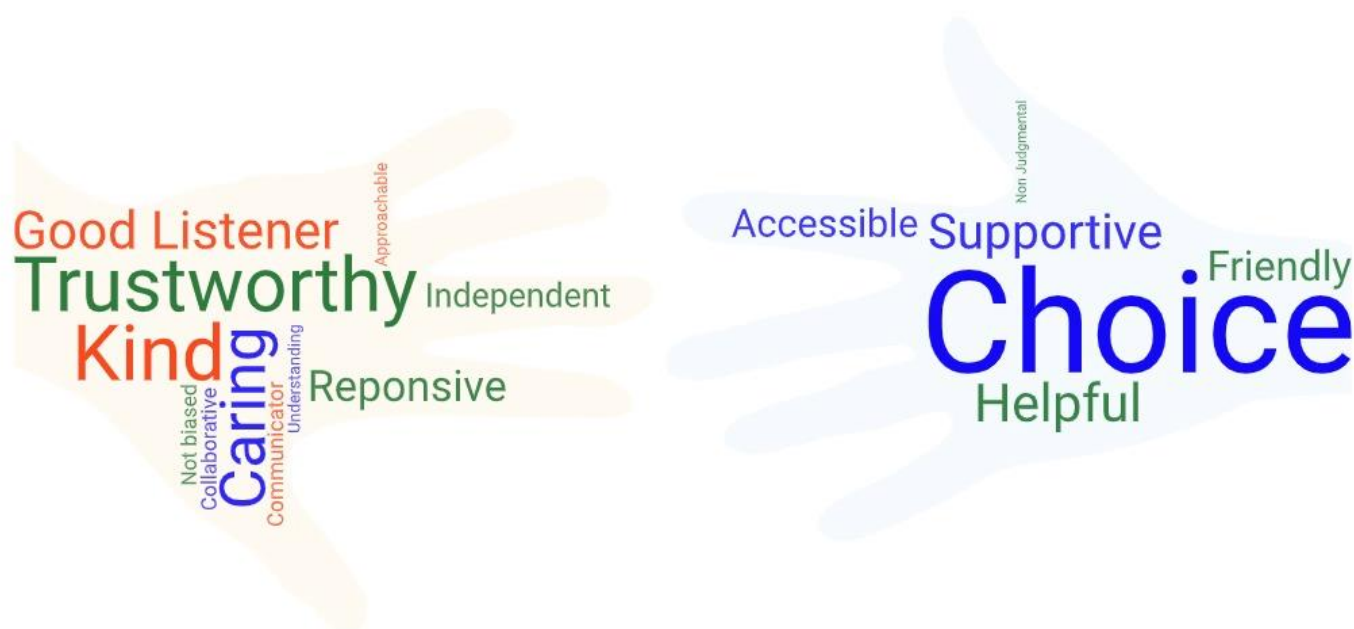 Good Listener
Approachable
Trustworthy
Independent
Kind
Caring
Understanding
Reponsive
Not biased
Collaborative
Communicator
Non Judgmental
Accessible
Supportive
Friendly
Choice
Helpful